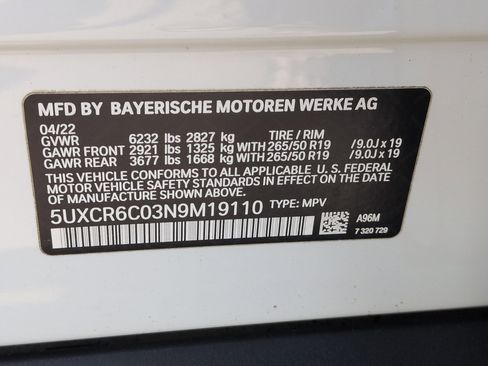 MFD BY BAYERISCHE MOTOREN WERKE AG
04/22
GVWR 6232 lbs 2827 kg TIRE / RIM
GAWR FRONT 2921 lbs 1325 kg WITH 265/50 R19 /9.0J x 19
GAWR REAR 3677 lbs 1668 kg WITH 265/50 R19 /9.0J x 19
THIS VEHICLE CONFORMS TO ALL APPLICABLE U. S. FEDERAL
MOTOR VEHICLE SAFETY STANDARDS IN EFFECT ON THE DATE
OF MANUFACTURE SHOWN ABOVE.
5UXCR6C03N9M19110 TYPE: MPV
A96M
7 320 729